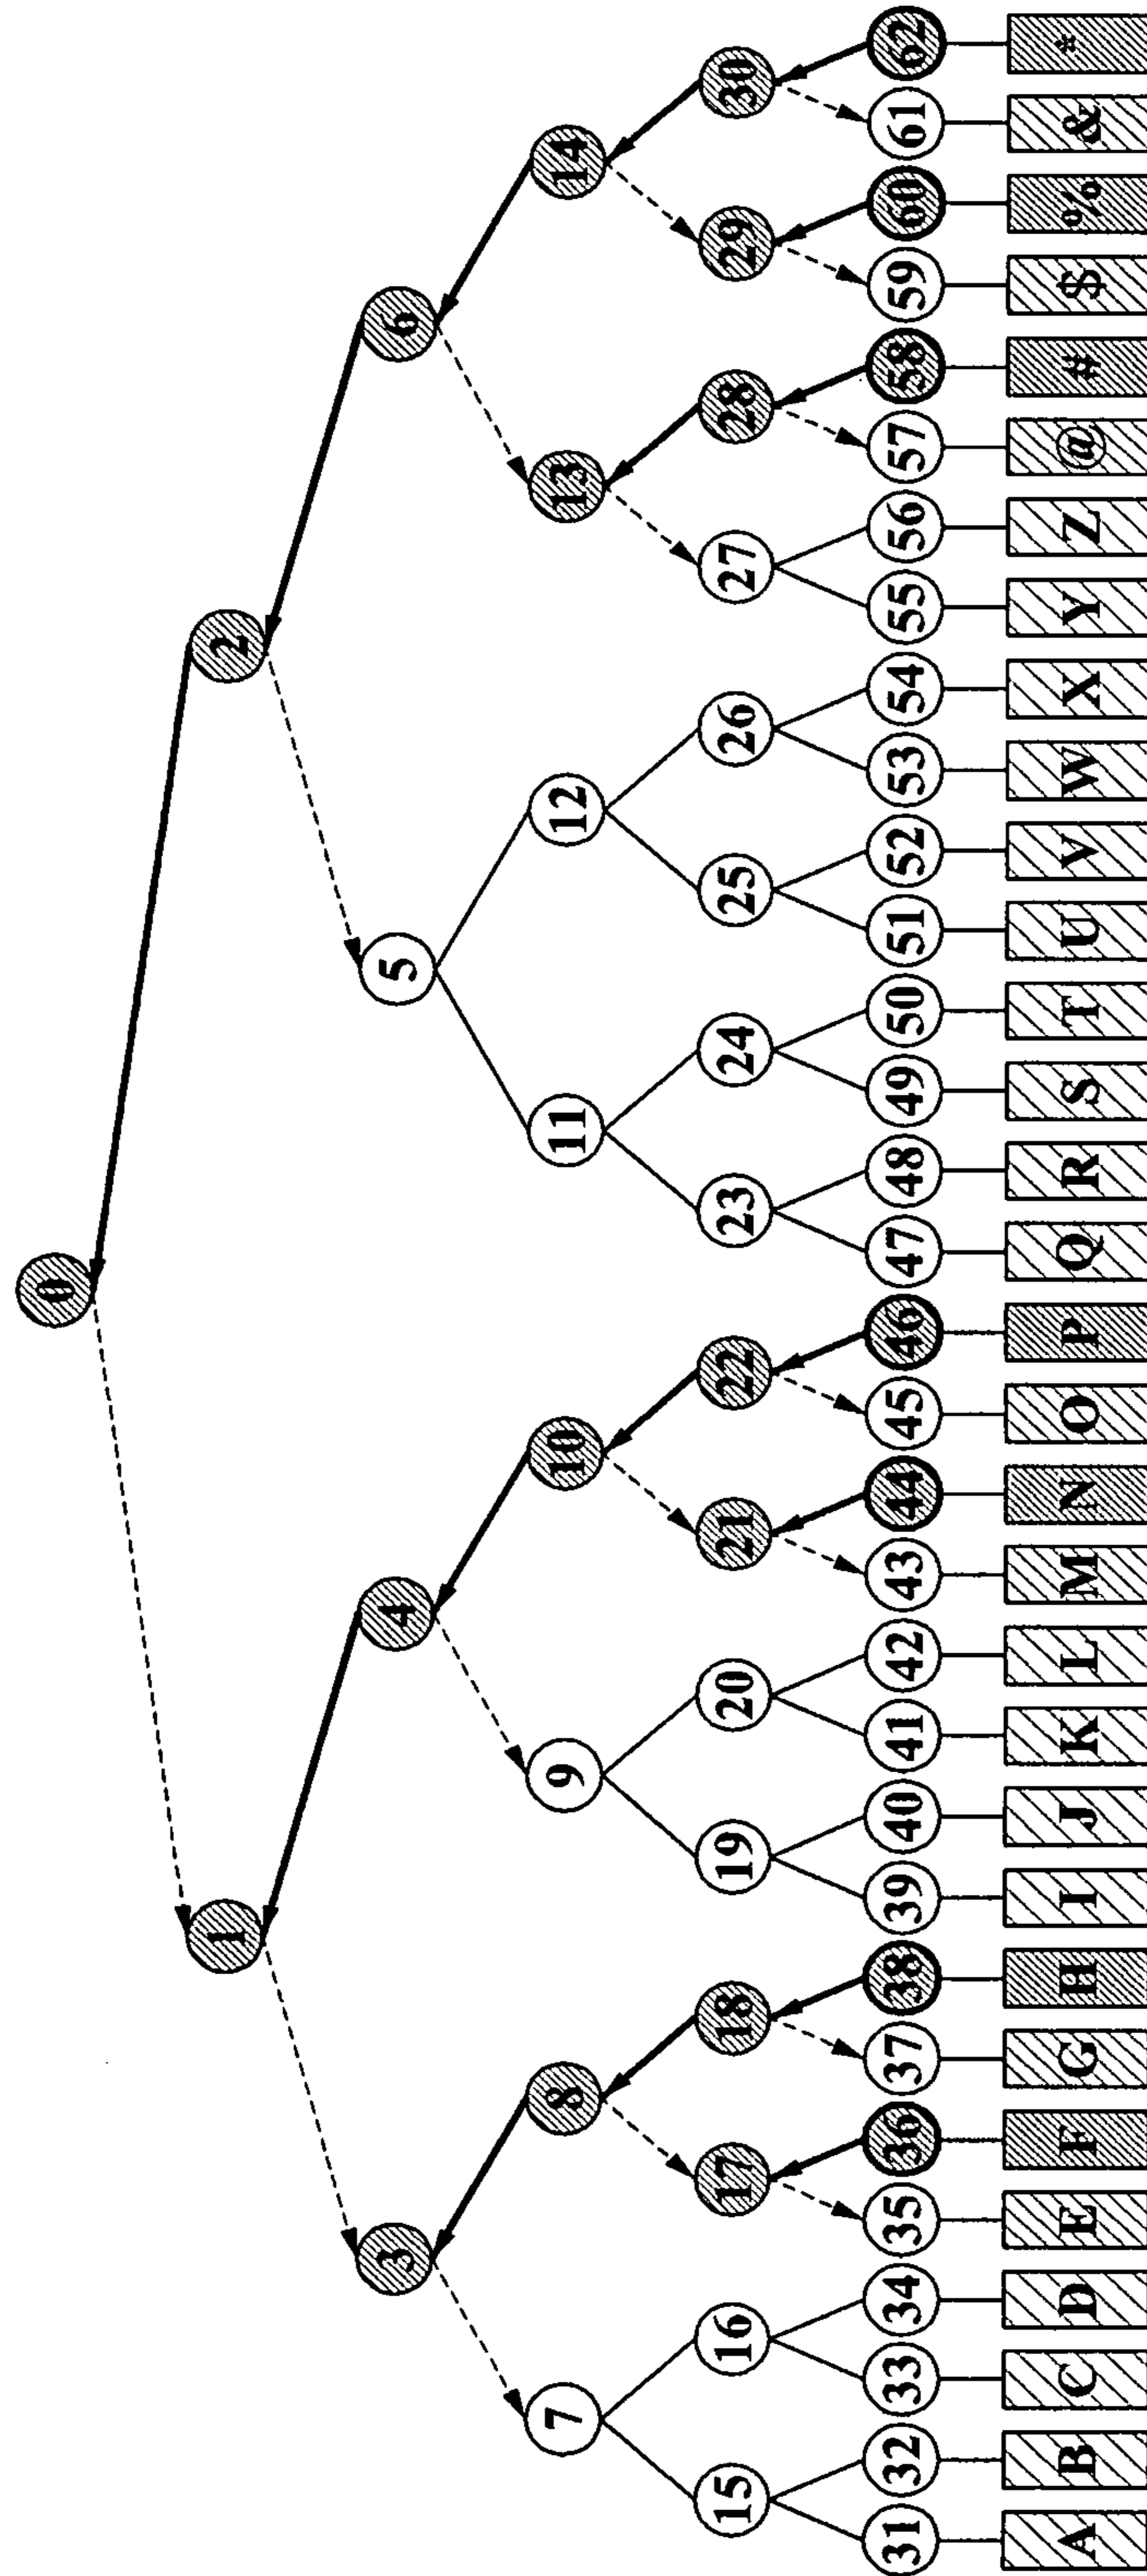 0
1 2
3 4 5 6
7 8 9 10 11 12 13 14
15 16 17 18 19 20 21 22 23 24 25 26 27 28 29 30
31 32 33 34 35 36 37 38 39 40 41 42 43 44 45 46 47 48 49 50 51 52 53 54 55 56 57 58 59 60 61 62
A B C D E F G H I J K L M N O P Q R S T U V W X Y Z @ # $ % & *